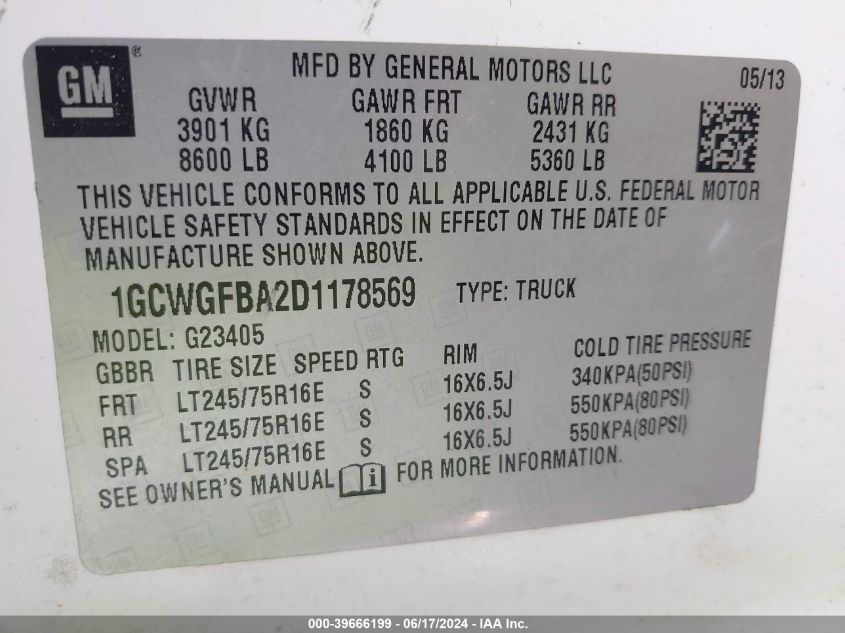 GM®
MFD BY GENERAL MOTORS LLC 05/13
GVWR GAWR FRT GAWR RR
3901 KG 1860 KG 2431 KG
8600 LB 4100 LB 5360 LB
THIS VEHICLE CONFORMS TO ALL APPLICABLE U.S. FEDERAL MOTOR
VEHICLE SAFETY STANDARDS IN EFFECT ON THE DATE OF
MANUFACTURE SHOWN ABOVE.
1GCWGFBA2D1178569 TYPE: TRUCK
MODEL: G23405
GBBR TIRE SIZE SPEED RTG RIM COLD TIRE PRESSURE
FRT LT245/75R16E S 16X6.5J 340KPA(50PSI)
RR LT245/75R16E S 16X6.5J 550KPA(80PSI)
SPA LT245/75R16E S 16X6.5J 550KPA(80PSI)
SEE OWNER'S MANUAL i FOR MORE INFORMATION.
000-39666199 - 06/17/2024 - IAA Inc.